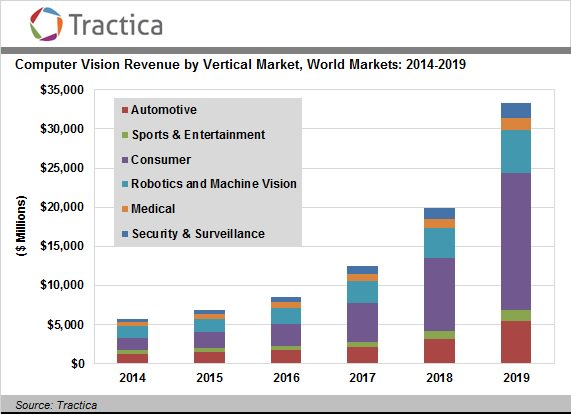 Tractica
Computer Vision Revenue by Vertical Market, World Markets: 2014-2019
($ Millions)
$35,000
$30,000
$25,000
$20,000
$15,000
$10,000
$5,000
$0
Automotive
Sports & Entertainment
Consumer
Robotics and Machine Vision
Medical
Security & Surveillance
2014 2015 2016 2017 2018 2019
Source: Tractica